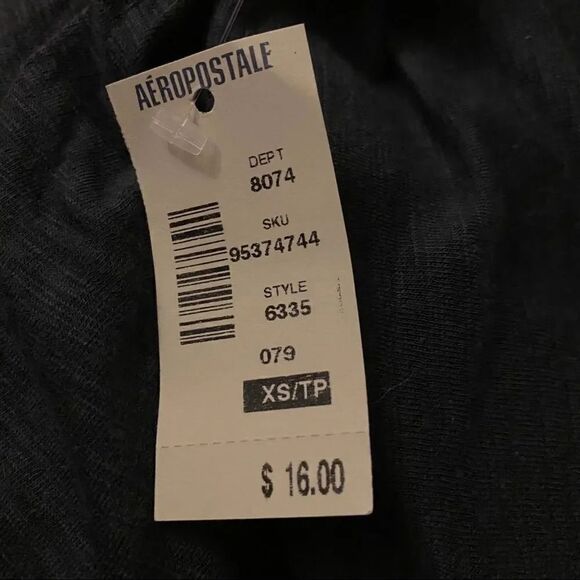 AÉROPOSTALE
DEPT
8074
SKU
95374744
STYLE
6335
079
XS/TP
$ 16.00